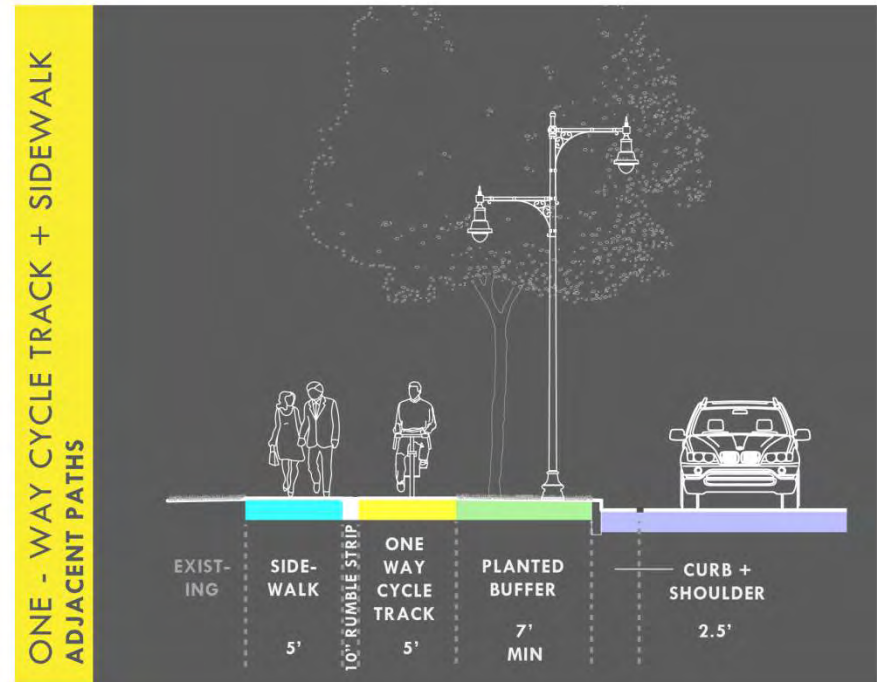 ONE - WAY CYCLE TRACK + SIDEWALK
ADJACENT PATHS
EXIST-
ING
SIDE-
WALK
5'
10" RUMBLE STRIP
ONE
WAY
CYCLE
TRACK
5'
PLANTED
BUFFER
7'
MIN
CURB +
SHOULDER
2.5'